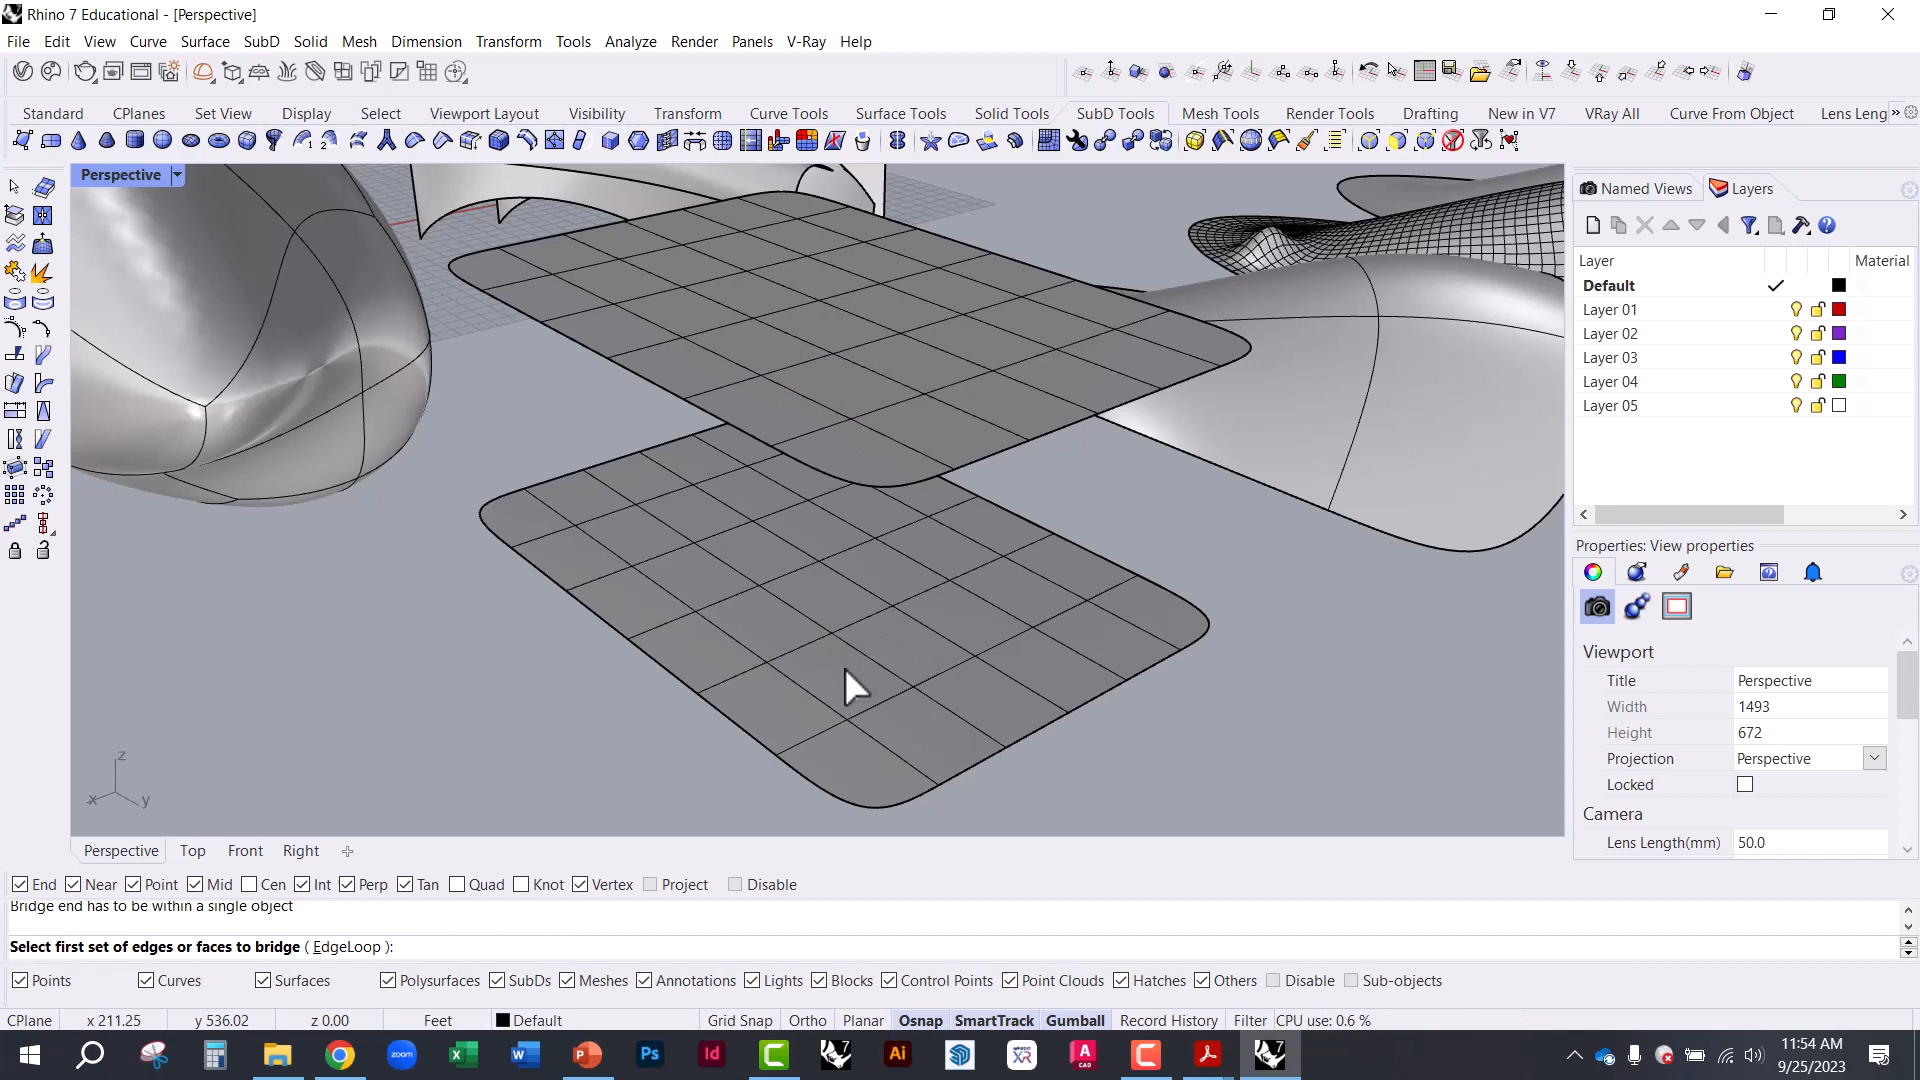 Rhino 7 Educational - [Perspective]
File Edit View Curve Surface SubD Solid Mesh Dimension Transform Tools Analyze Render Panels V-Ray Help
Standard CPlanes Set View Display Select Viewport Layout Visibility Transform Curve Tools Surface Tools Solid Tools SubD Tools Mesh Tools Render Tools Drafting New in V7 VRay All Curve From Object Lens Leng
Perspective
Named Views Layers
Layer Material
Default
Layer 01
Layer 02
Layer 03
Layer 04
Layer 05
Properties: View properties
Viewport
Title Perspective
Width 1493
Height 672
Projection Perspective
Locked
Camera
Lens Length(mm) 50.0
z
x y
Perspective Top Front Right
End Near Point Mid Cen Int Perp Tan Quad Knot Vertex Project Disable
Bridge end has to be within a single object
Select first set of edges or faces to bridge ( EdgeLoop ):
Points Curves Surfaces Polysurfaces SubDs Meshes Annotations Lights Blocks Control Points Point Clouds Hatches Others Disable Sub-objects
CPlane x 211.25 y 536.02 z 0.00 Feet Default Grid Snap Ortho Planar Osnap SmartTrack Gumball Record History Filter CPU use: 0.6 %
11:54 AM
9/25/2023